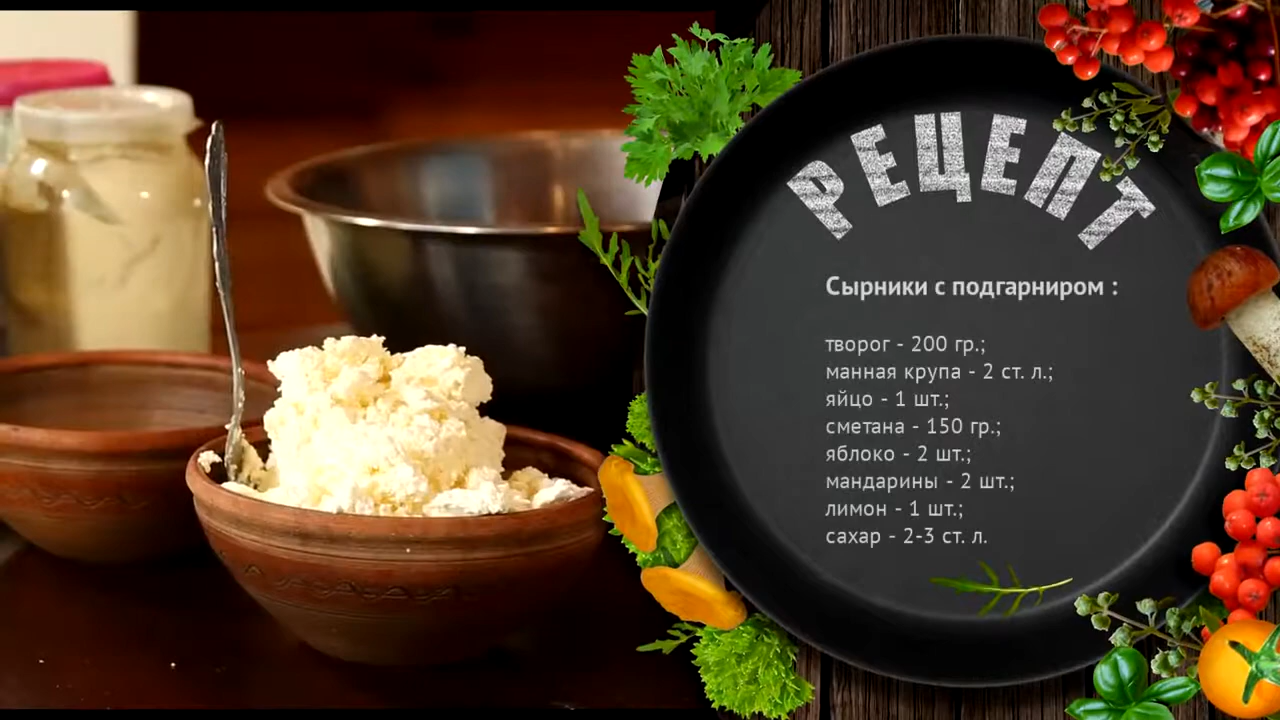 РЕЦЕПТ
Сырники с подгарниром :
творог - 200 гр.;
манная крупа - 2 ст. л.;
яйцо - 1 шт.;
сметана - 150 гр.;
яблоко - 2 шт.;
мандарины - 2 шт.;
лимон - 1 шт.;
сахар - 2-3 ст. л.